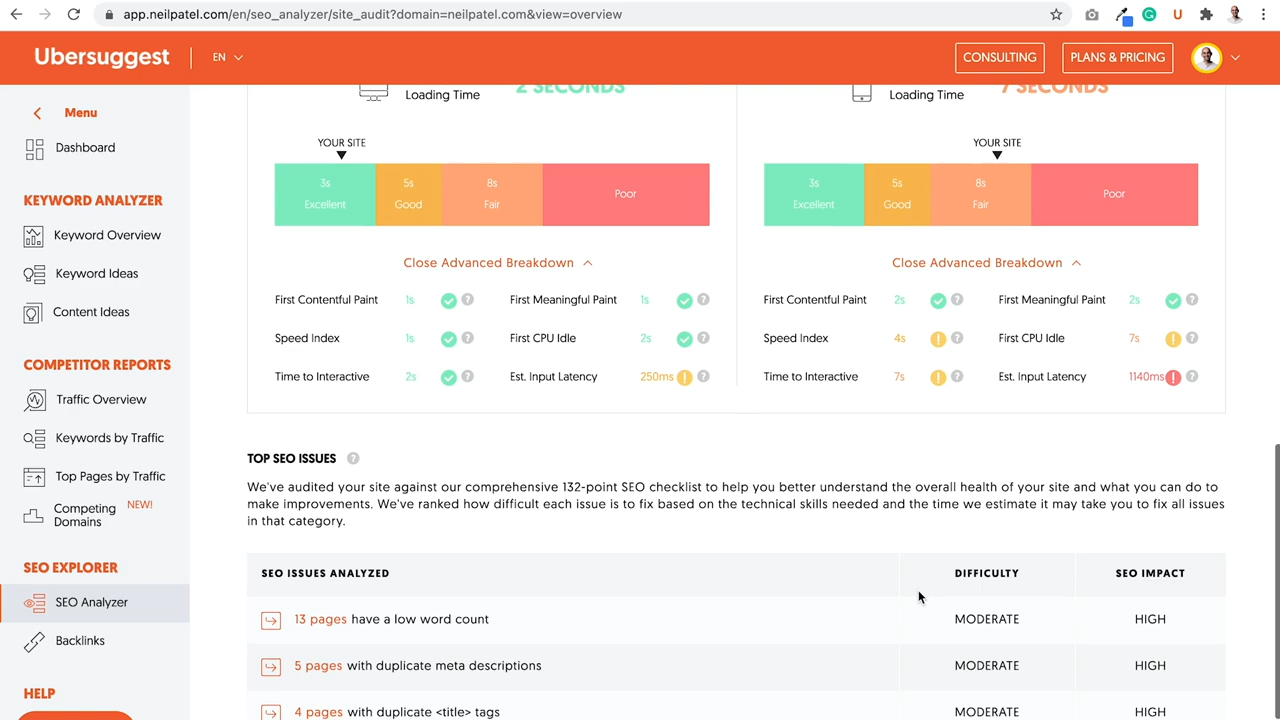 app.neilpatel.com/en/seo_analyzer/site_audit?domain=neilpatel.com&view=overview
Ubersuggest
EN
CONSULTING
PLANS & PRICING
Menu
Dashboard
KEYWORD ANALYZER
Keyword Overview
Keyword Ideas
Content Ideas
COMPETITOR REPORTS
Traffic Overview
Keywords by Traffic
Top Pages by Traffic
Competing Domains NEW!
SEO EXPLORER
SEO Analyzer
Backlinks
HELP
Loading Time 2 SECONDS
YOUR SITE
3s Excellent
5s Good
8s Fair
Poor
Close Advanced Breakdown
First Contentful Paint 1s ?
First Meaningful Paint 1s ?
Speed Index 1s ?
First CPU Idle 2s ?
Time to Interactive 2s ?
Est. Input Latency 250ms ! ?
Loading Time 7 SECONDS
YOUR SITE
3s Excellent
5s Good
8s Fair
Poor
Close Advanced Breakdown
First Contentful Paint 2s ?
First Meaningful Paint 2s ?
Speed Index 4s ! ?
First CPU Idle 7s ! ?
Time to Interactive 7s ! ?
Est. Input Latency 1140ms ! ?
TOP SEO ISSUES ?
We've audited your site against our comprehensive 132-point SEO checklist to help you better understand the overall health of your site and what you can do to
make improvements. We've ranked how difficult each issue is to fix based on the technical skills needed and the time we estimate it may take you to fix all issues
in that category.
SEO ISSUES ANALYZED DIFFICULTY SEO IMPACT
13 pages have a low word count MODERATE HIGH
5 pages with duplicate meta descriptions MODERATE HIGH
4 pages with duplicate <title> tags MODERATE HIGH